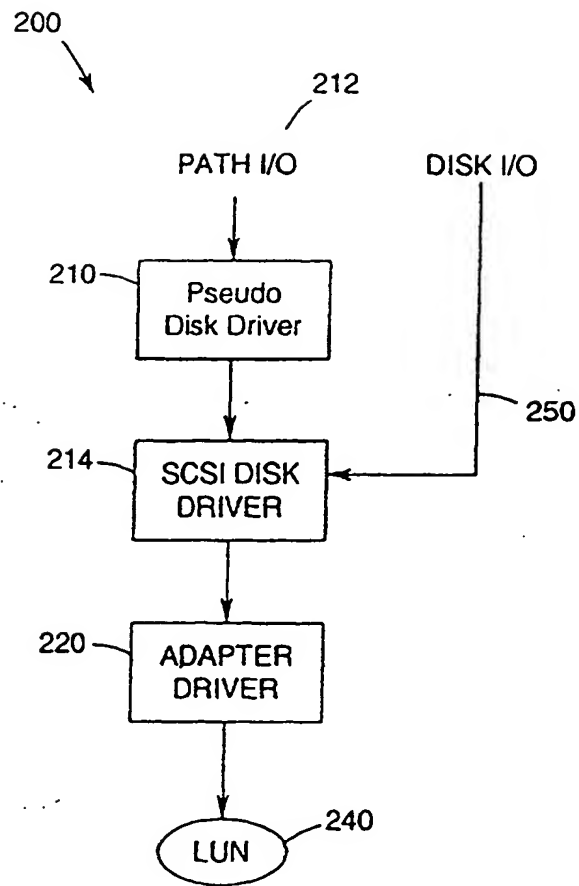 200
212
PATH I/O
DISK I/O
210
Pseudo
Disk Driver
250
214
SCSI DISK
DRIVER
220
ADAPTER
DRIVER
240
LUN